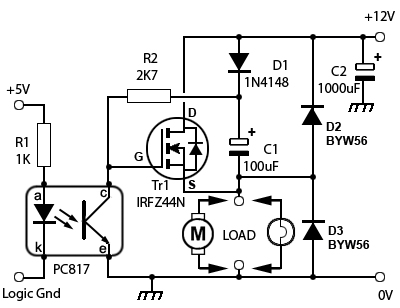 +12V
R2
2K7
D1
1N4148
C2
1000uF
+
+5V
D
D2
BYW56
R1
1K
+
C1
100uF
G
Tr1
S
IRFZ44N
a
c
M
LOAD
D3
BYW56
k
e
PC817
Logic Gnd
0V